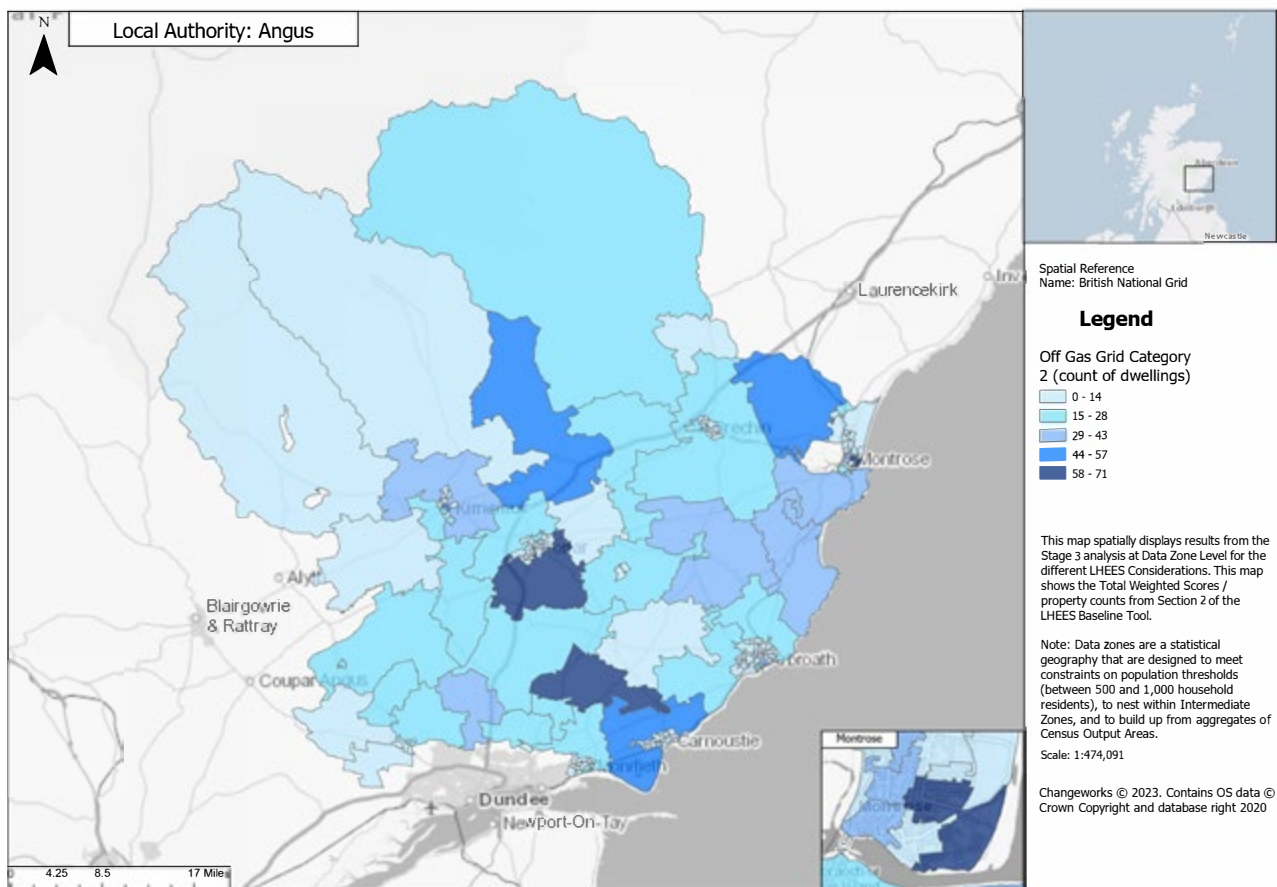 N
Local Authority: Angus
Aberdeen
Edinburgh
Newcastle
Spatial Reference
Name: British National Grid
Legend
Off Gas Grid Category
2 (count of dwellings)
0 - 14
15 - 28
29 - 43
44 - 57
58 - 71
This map spatially displays results from the
Stage 3 analysis at Data Zone Level for the
different LHEES Considerations. This map
shows the Total Weighted Scores /
property counts from Section 2 of the
LHEES Baseline Tool.
Note: Data zones are a statistical
geography that are designed to meet
constraints on population thresholds
(between 500 and 1,000 household
residents), to nest within Intermediate
Zones, and to build up from aggregates of
Census Output Areas.
Scale: 1:474,091
Changeworks © 2023. Contains OS data ©
Crown Copyright and database right 2020
Laurencekirk
Inv
Montrose
Alyth
Blairgowrie
& Rattray
Coupar Angus
Carnoustie
Dundee
Newport-On-Tay
Montrose
Montrose
0 4.25 8.5 17 Miles